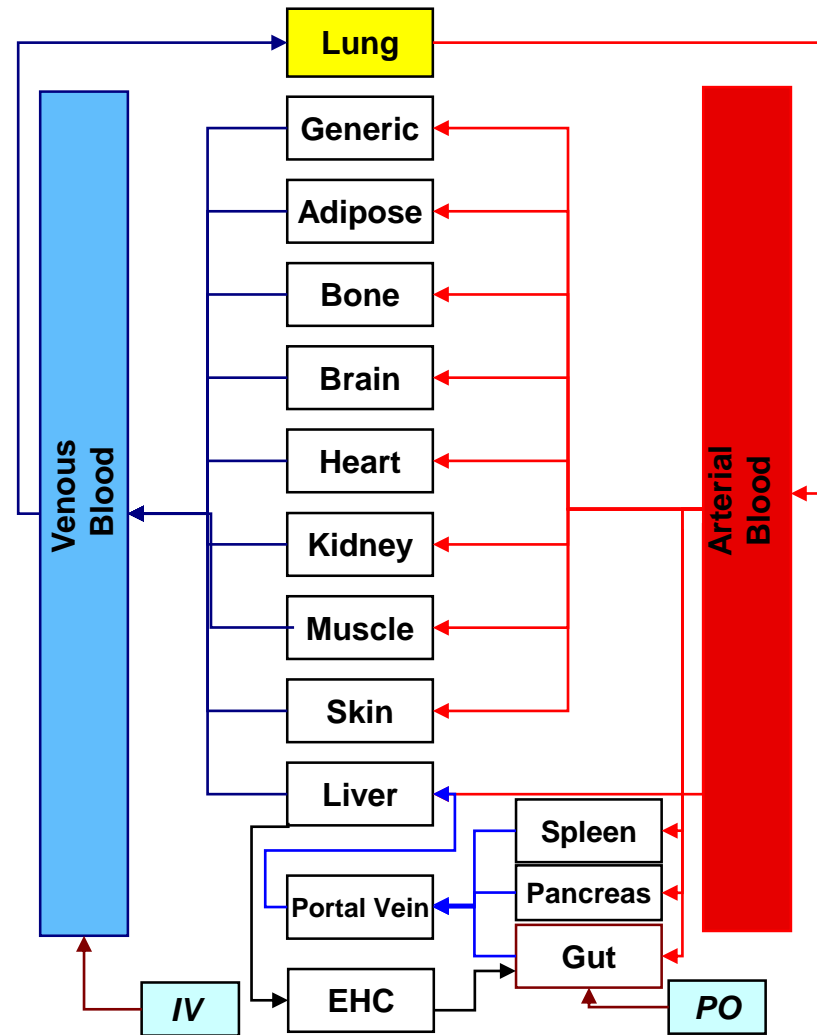 Lung
Generic
Adipose
Bone
Brain
Heart
Kidney
Muscle
Skin
Liver
Venous
Blood
Arterial
Blood
Spleen
Portal Vein
Pancreas
Gut
IV
EHC
PO